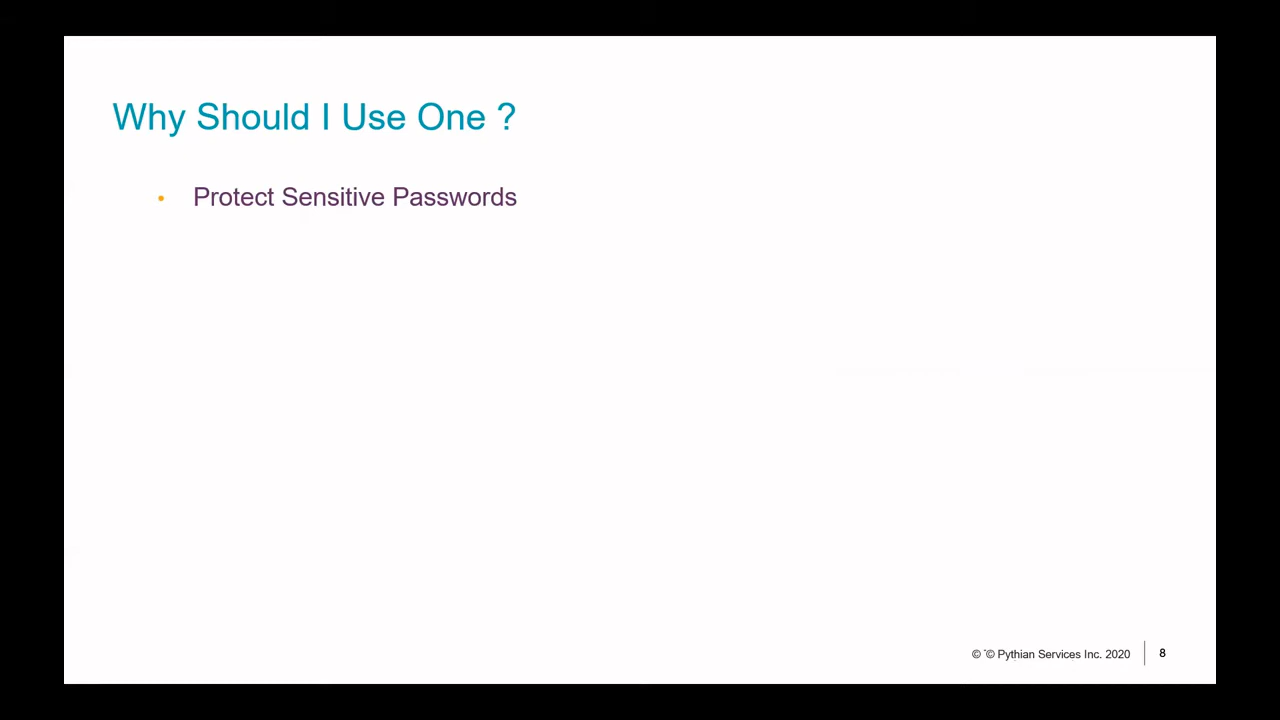 Why Should I Use One ?
• Protect Sensitive Passwords
© ˜© Pythian Services Inc. 2020
8